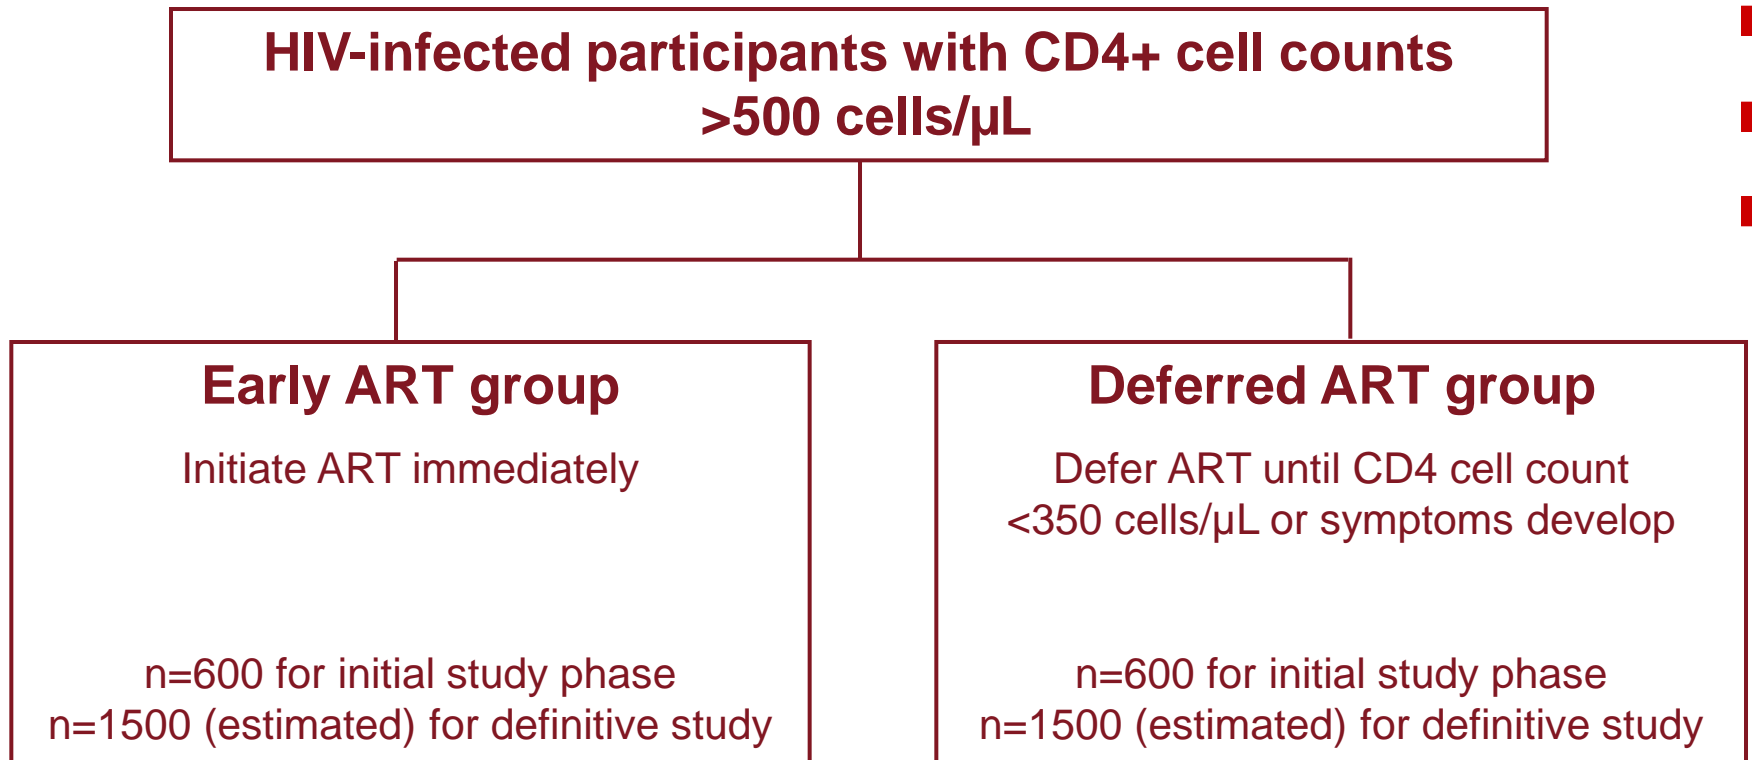 HIV-infected participants with CD4+ cell counts
>500 cells/µL
Early ART group
Initiate ART immediately
n=600 for initial study phase
n=1500 (estimated) for definitive study
Deferred ART group
Defer ART until CD4 cell count
<350 cells/µL or symptoms develop
n=600 for initial study phase
n=1500 (estimated) for definitive study